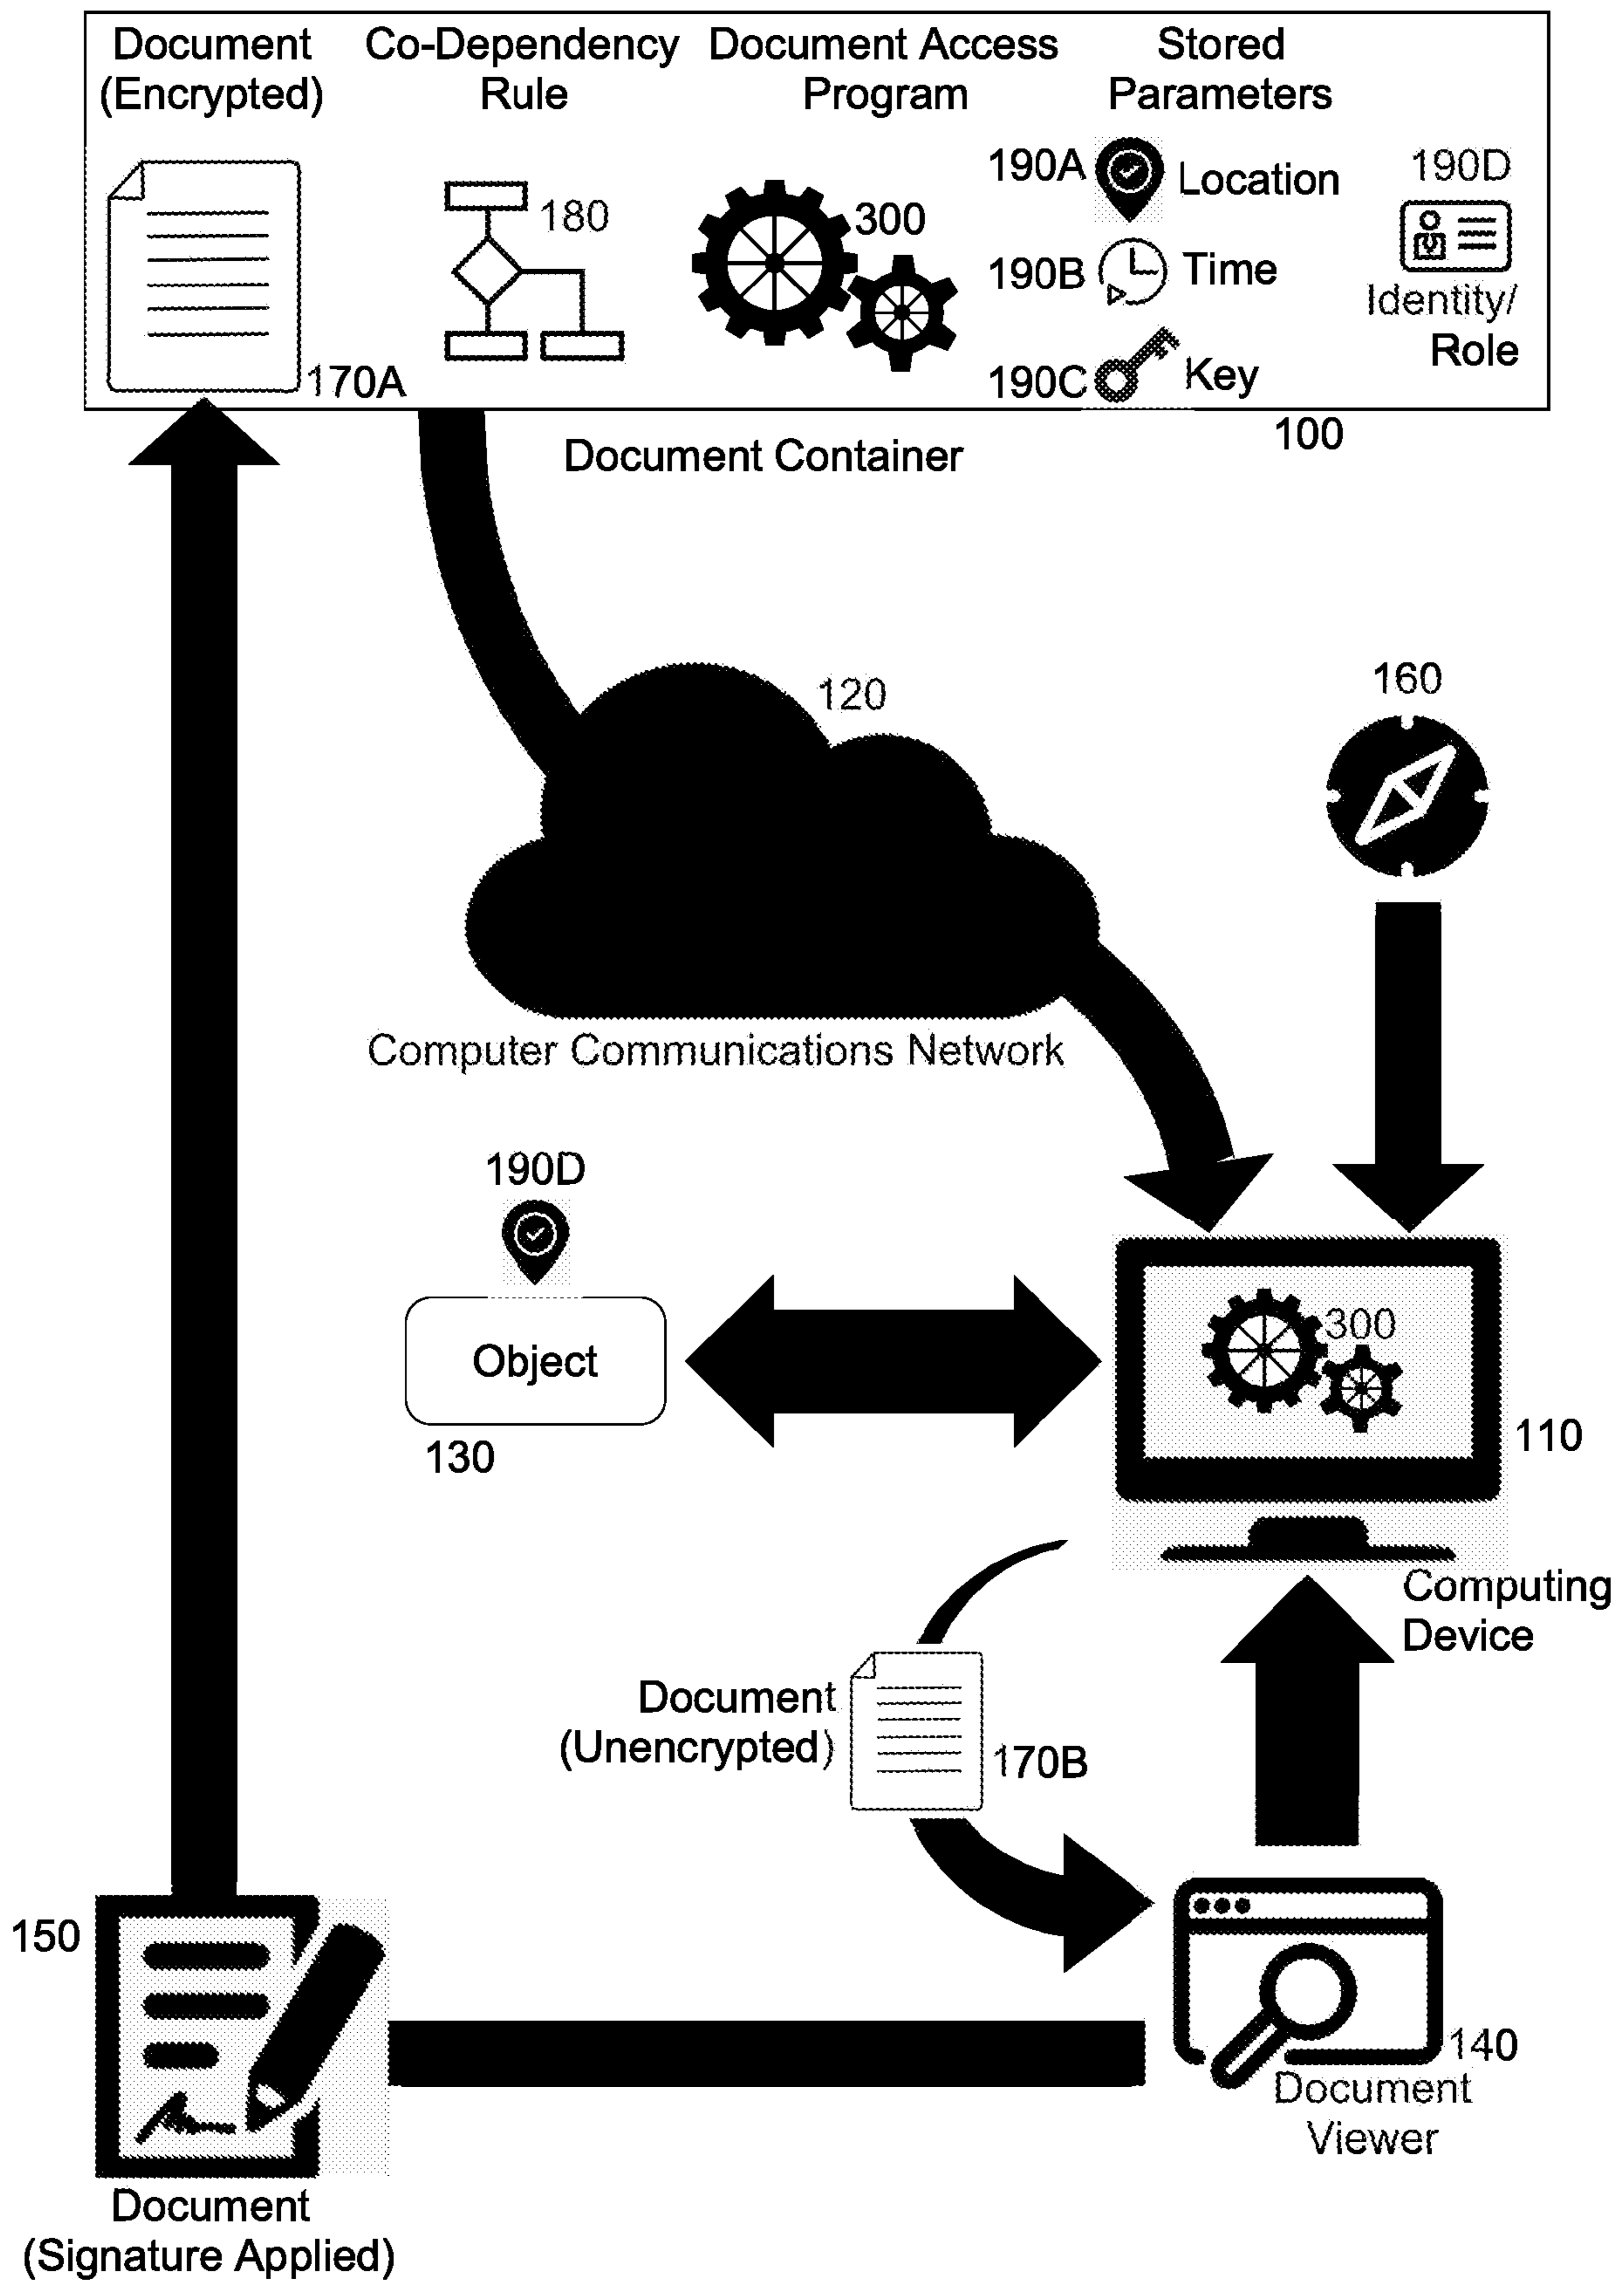 Document
(Encrypted)
Co-Dependency
Rule
Document Access
Program
Stored
Parameters
190A
Location
190D
180
300
190B
Time
Identity/
Role
170A
190C
Key
100
Document Container
120
160
Computer Communications Network
190D
Object
130
300
110
Computing
Device
Document
(Unencrypted)
170B
150
140
Document
Viewer
Document
(Signature Applied)